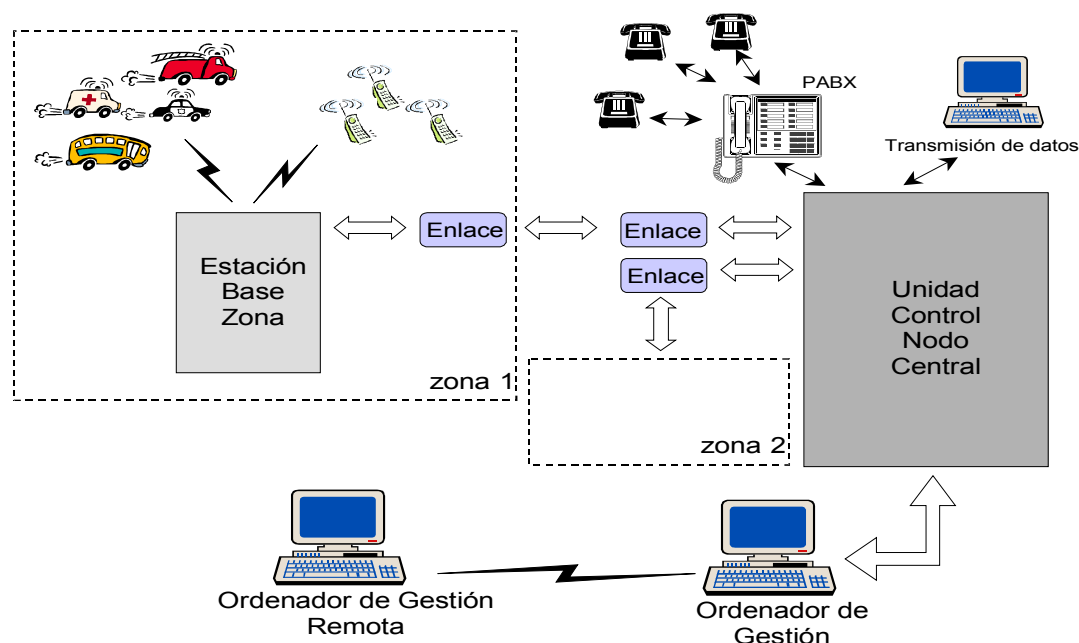 PABX
Transmisión de datos
Enlace
Enlace
Enlace
Estación
Base
Zona
Unidad
Control
Nodo
Central
zona 1
zona 2
Ordenador de Gestión
Remota
Ordenador de
Gestión